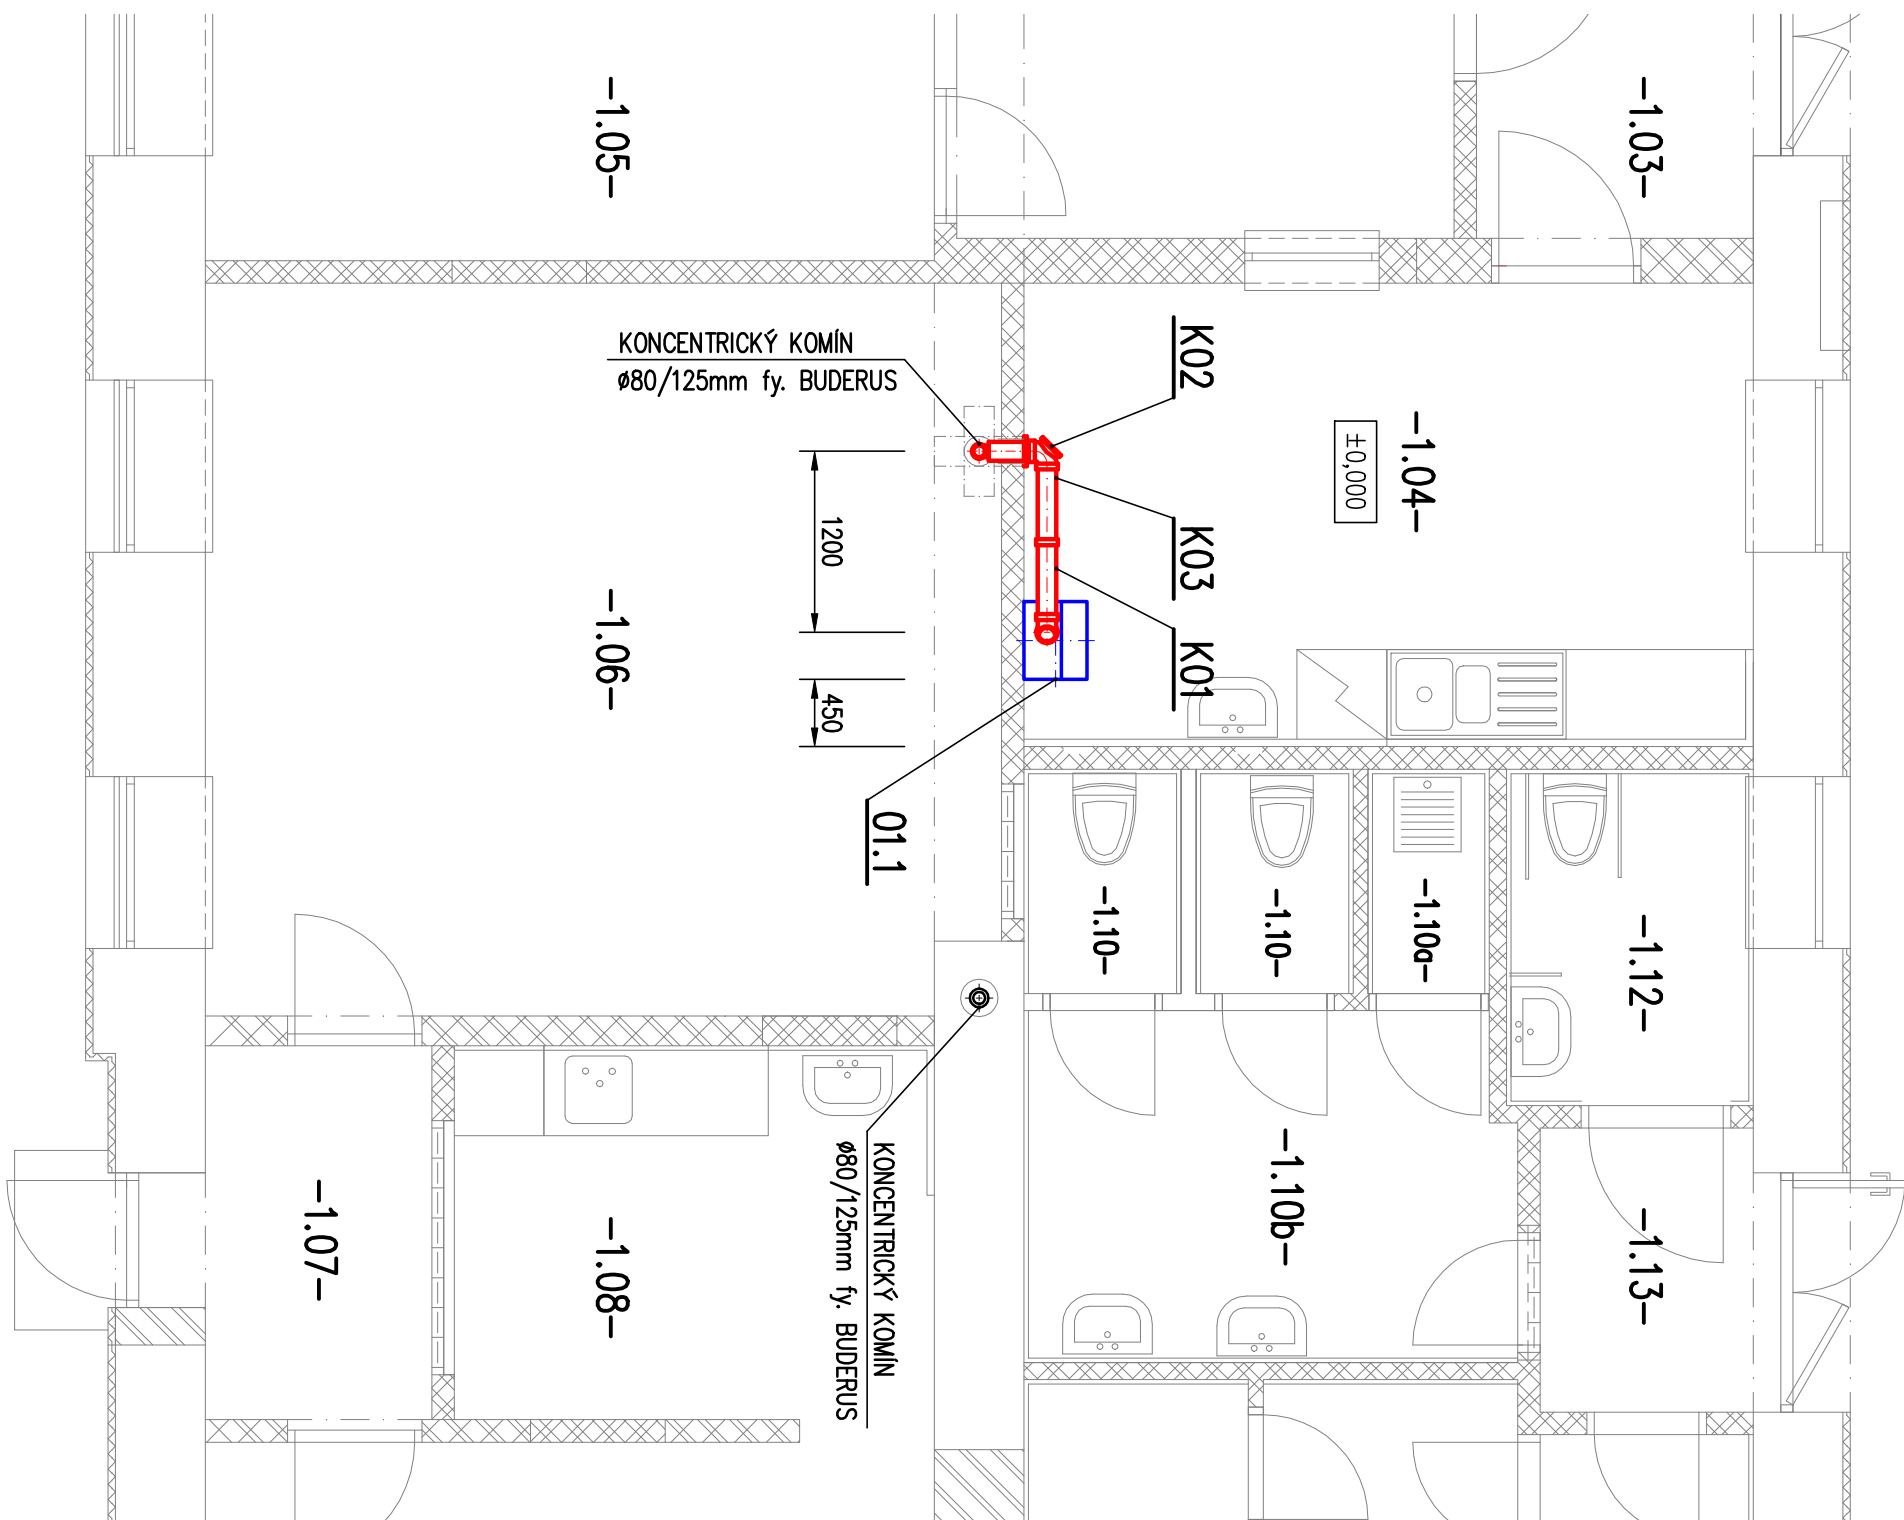 -1.05-
-1.03-
KONCENTRICKÝ KOMÍN
ø80/125mm fy. BUDERUS
K02
-1.04-
±0,000
1200
K03
-1.06-
K01
450
01.1
-1.10-
-1.10-
-1.10a-
-1.12-
KONCENTRICKÝ KOMÍN
ø80/125mm fy. BUDERUS
-1.07-
-1.08-
-1.10b-
-1.13-